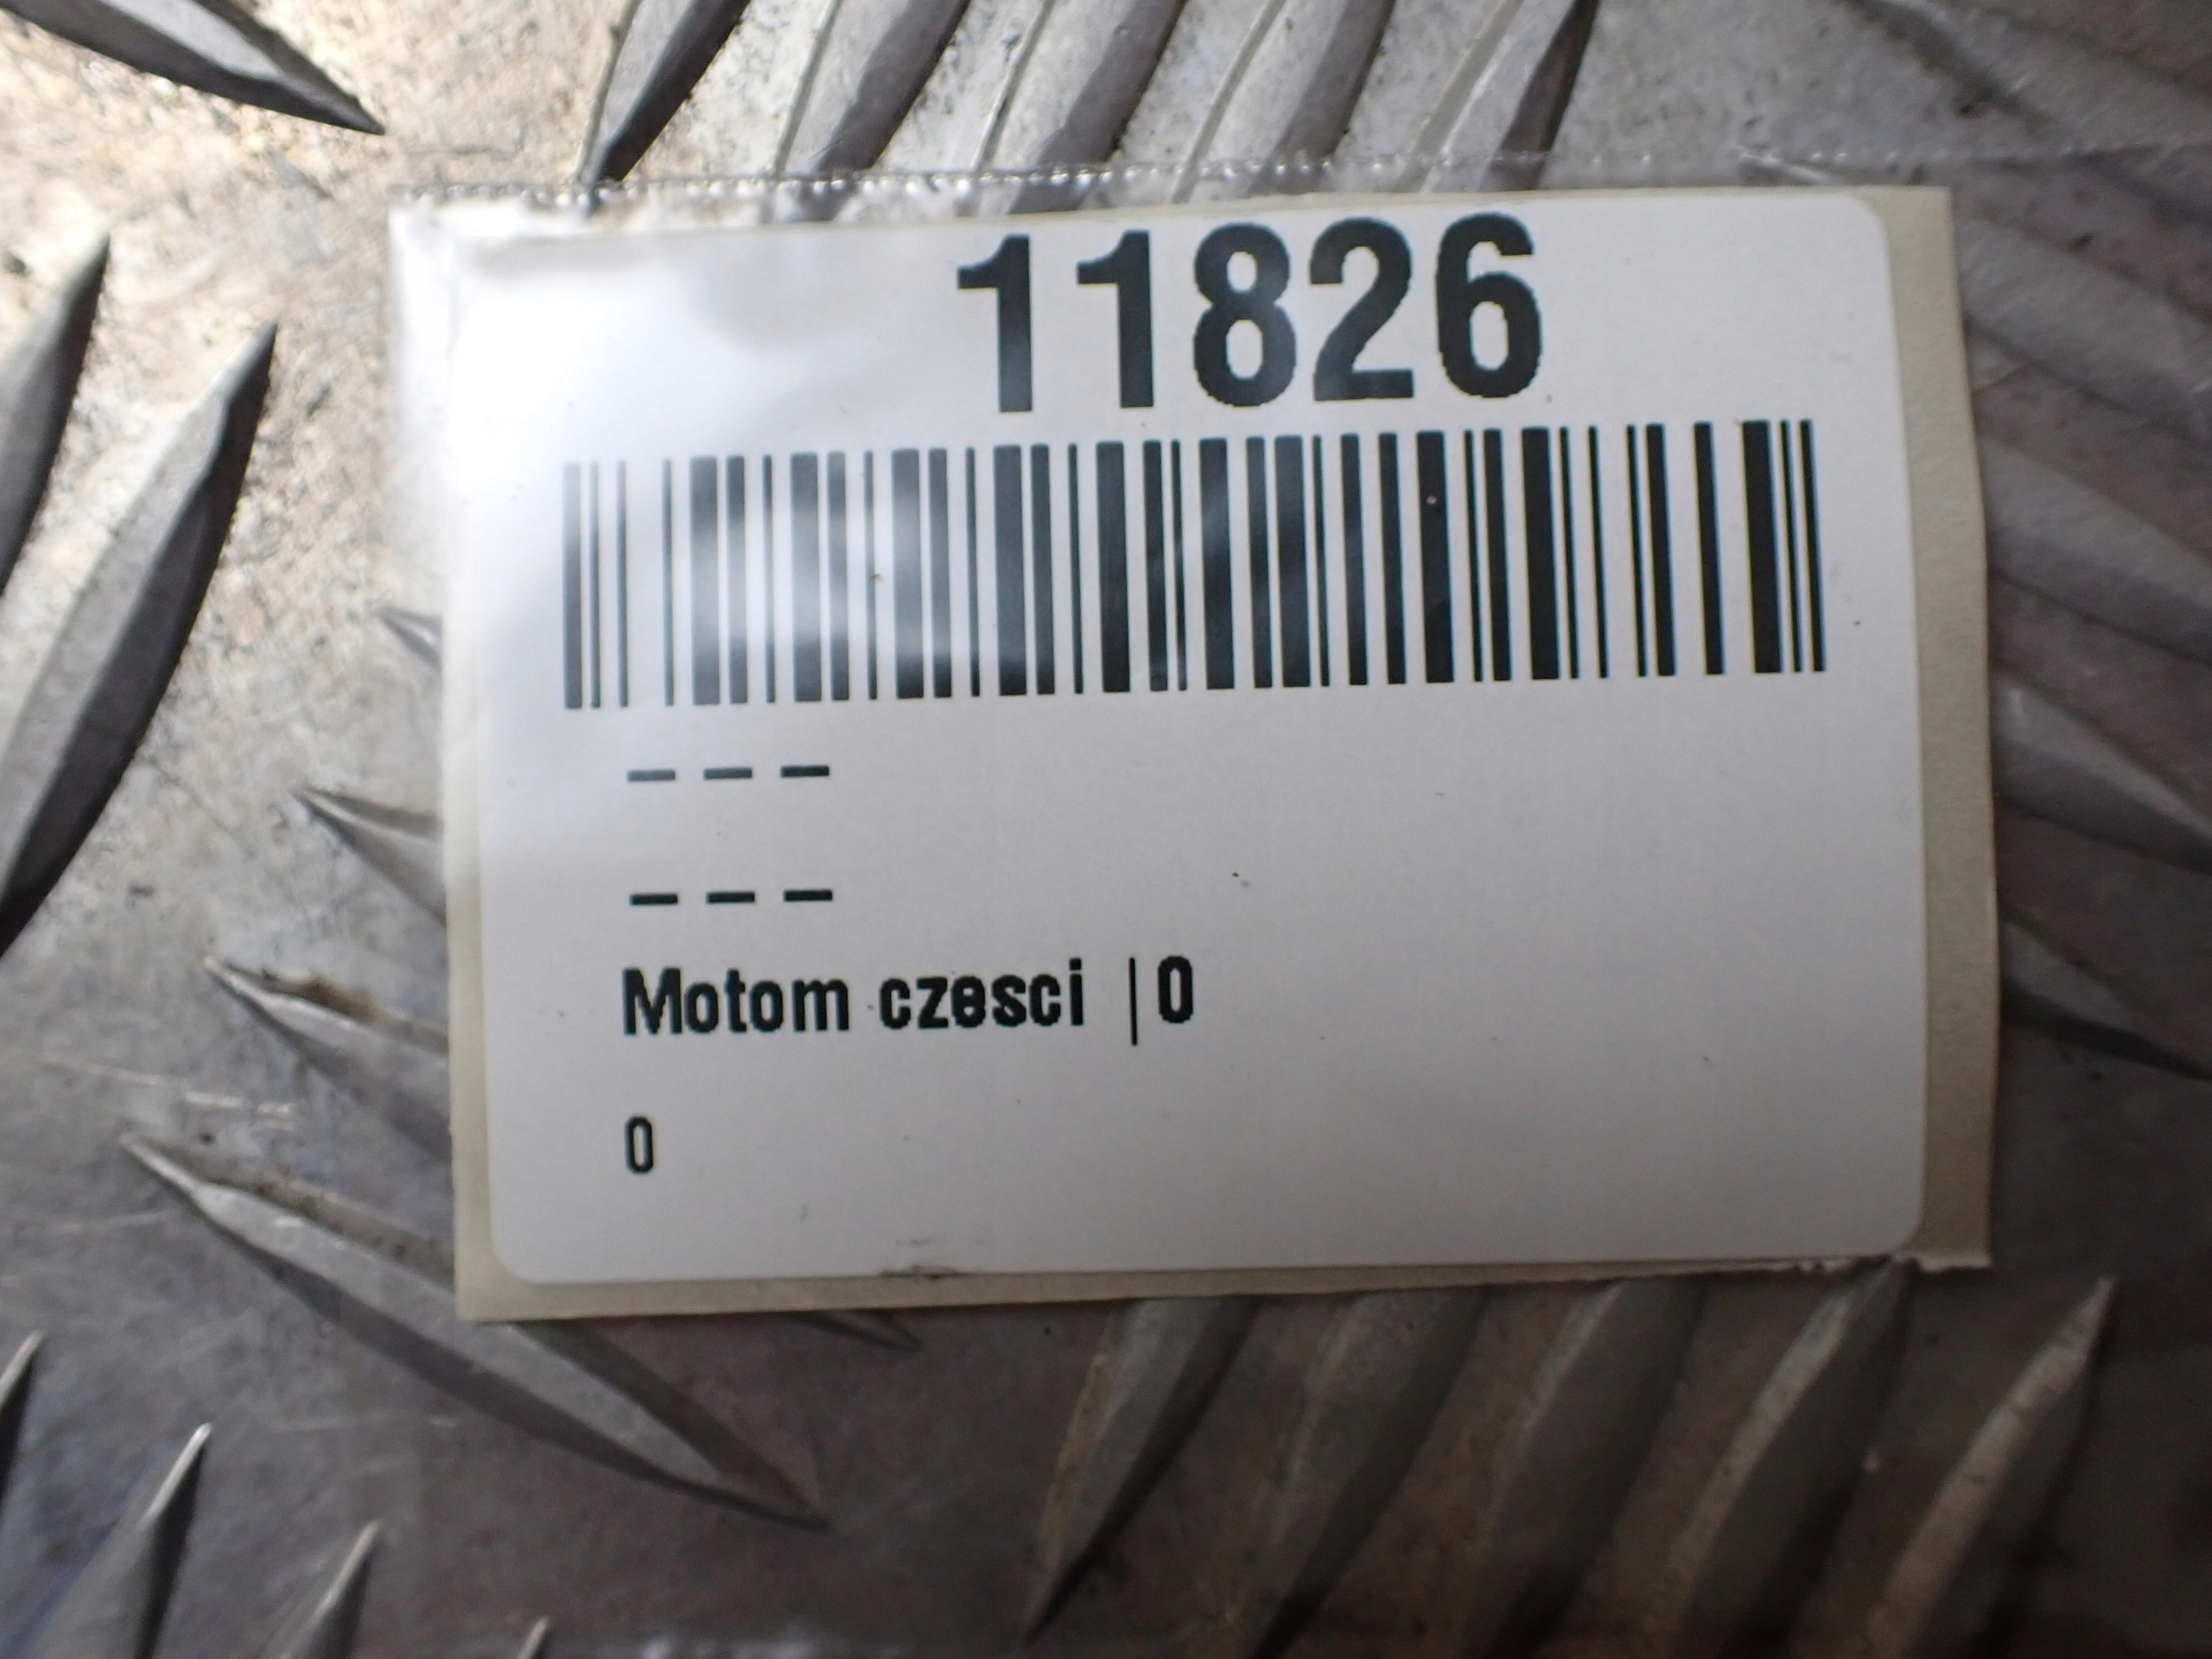 11826
– – –
– – –
Motom czesci |0
0